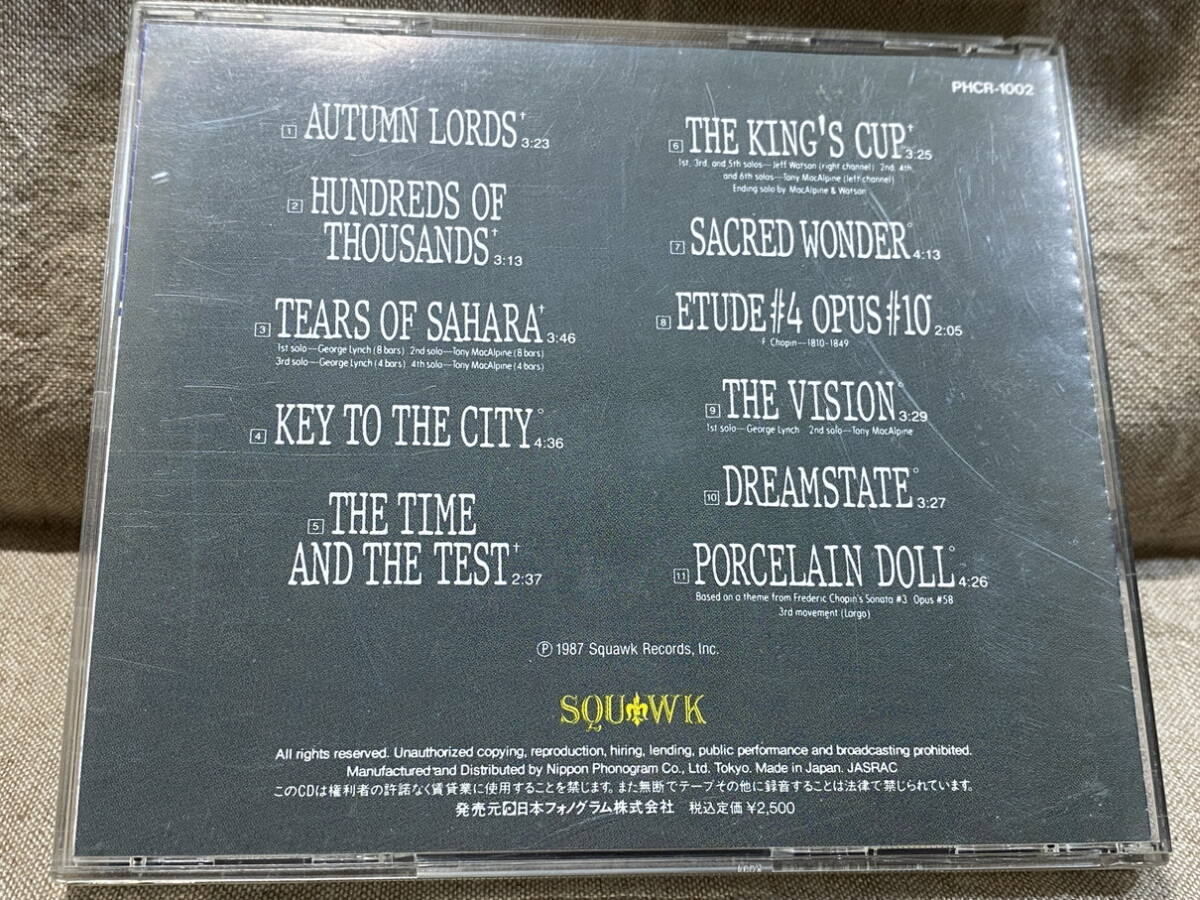 PHCR-1002
1 AUTUMN LORDS† 3:23
2 HUNDREDS OF
THOUSANDS† 3:13
3 TEARS OF SAHARA† 3:46
1st solo—George Lynch (8 bars) 2nd solo—Tony MacAlpine (8 bars)
3rd solo—George Lynch (4 bars) 4th solo—Tony MacAlpine (4 bars)
4 KEY TO THE CITY° 4:36
5 THE TIME
AND THE TEST† 2:37
6 THE KING'S CUP† 3:25
1st, 3rd, and 5th solos—Jeff Watson (right channel) 2nd, 4th,
and 6th solos—Tony MacAlpine (left channel)
Ending solo by MacAlpine & Watson
7 SACRED WONDER° 4:13
8 ETUDE #4 OPUS #10° 2:05
F. Chopin—1810-1849
9 THE VISION° 3:29
1st solo—George Lynch 2nd solo—Tony MacAlpine
10 DREAMSTATE° 3:27
11 PORCELAIN DOLL° 4:26
Based on a theme from Frederic Chopin's Sonata #3 Opus #58
3rd movement (Largo)
℗ 1987 Squawk Records, Inc.
SQUAWK
All rights reserved. Unauthorized copying, reproduction, hiring, lending, public performance and broadcasting prohibited.
Manufactured and Distributed by Nippon Phonogram Co., Ltd. Tokyo. Made in Japan. JASRAC
このCDは権利者の許諾なく賃貸業に使用することを禁じます。また無断でテープその他に録音することは法律で禁じられています。
発売元 日本フォノグラム株式会社 税込定価¥2,500